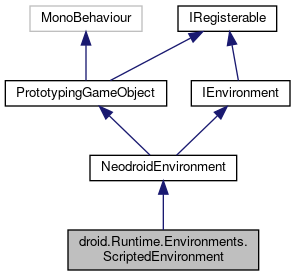 MonoBehaviour
IRegisterable
PrototypingGameObject
IEnvironment
NeodroidEnvironment
droid.Runtime.Environments.
ScriptedEnvironment